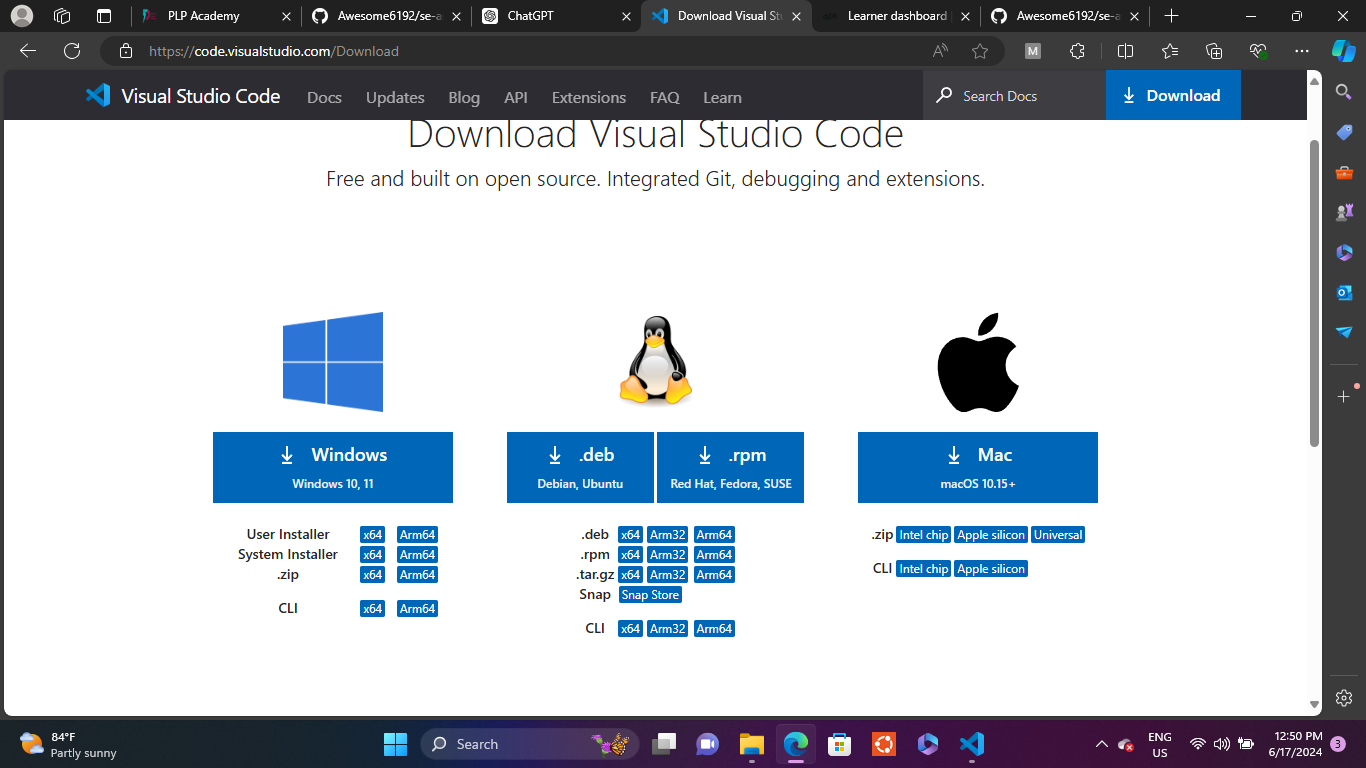 PLP Academy
Awesome6192/se-a
ChatGPT
Download Visual Stu
Learner dashboard
Awesome6192/se-a
https://code.visualstudio.com/Download
M
Visual Studio Code
Docs
Updates
Blog
API
Extensions
FAQ
Learn
Search Docs
Download
Download Visual Studio Code
Free and built on open source. Integrated Git, debugging and extensions.
Windows
Windows 10, 11
.deb
Debian, Ubuntu
.rpm
Red Hat, Fedora, SUSE
Mac
macOS 10.15+
User Installer x64 Arm64
System Installer x64 Arm64
.zip x64 Arm64
CLI x64 Arm64
.deb x64 Arm32 Arm64
.rpm x64 Arm32 Arm64
.tar.gz x64 Arm32 Arm64
Snap Snap Store
CLI x64 Arm32 Arm64
.zip Intel chip Apple silicon Universal
CLI Intel chip Apple silicon
84°F
Partly sunny
Search
ENG
US
12:50 PM
6/17/2024
3